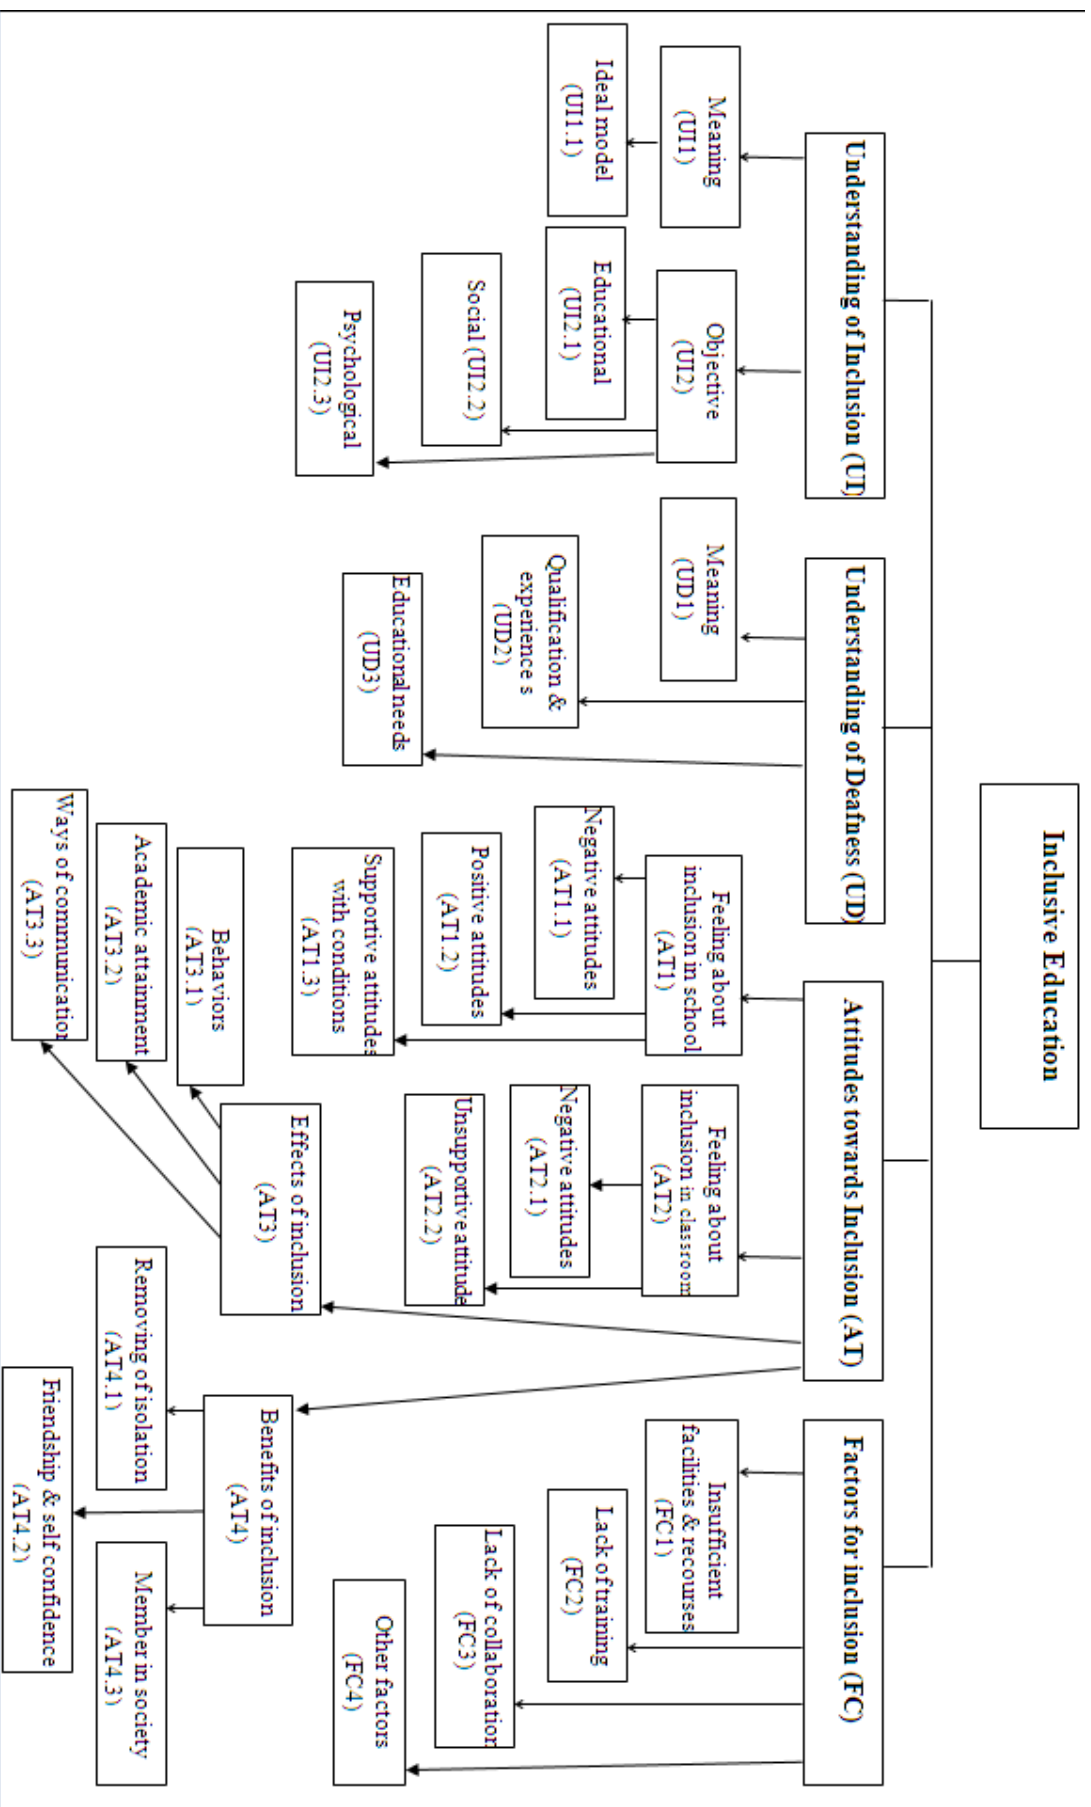 Inclusive Education
Understanding of Inclusion (UI)
Meaning
(UI1)
Ideal model
(UI1.1)
Objective
(UI2)
Educational
(UI2.1)
Social (UI2.2)
Psychological
(UI2.3)
Understanding of Deafness (UD)
Meaning
(UD1)
Qualification &
experience s
(UD2)
Educational needs
(UD3)
Attitudes towards Inclusion (AT)
Feeling about
inclusion in school
(AT1)
Negative attitudes
(AT1.1)
Positive attitudes
(AT1.2)
Supportive attitudes
with conditions
(AT1.3)
Feeling about
inclusion in classroom
(AT2)
Negative attitudes
(AT2.1)
Unsupportive attitude
(AT2.2)
Effects of inclusion
(AT3)
Behaviors
(AT3.1)
Academic attainment
(AT3.2)
Ways of communication
(AT3.3)
Benefits of inclusion
(AT4)
Removing of isolation
(AT4.1)
Friendship & self confidence
(AT4.2)
Member in society
(AT4.3)
Factors for inclusion (FC)
Insufficient
facilities & recourses
(FC1)
Lack of training
(FC2)
Lack of collaboration
(FC3)
Other factors
(FC4)